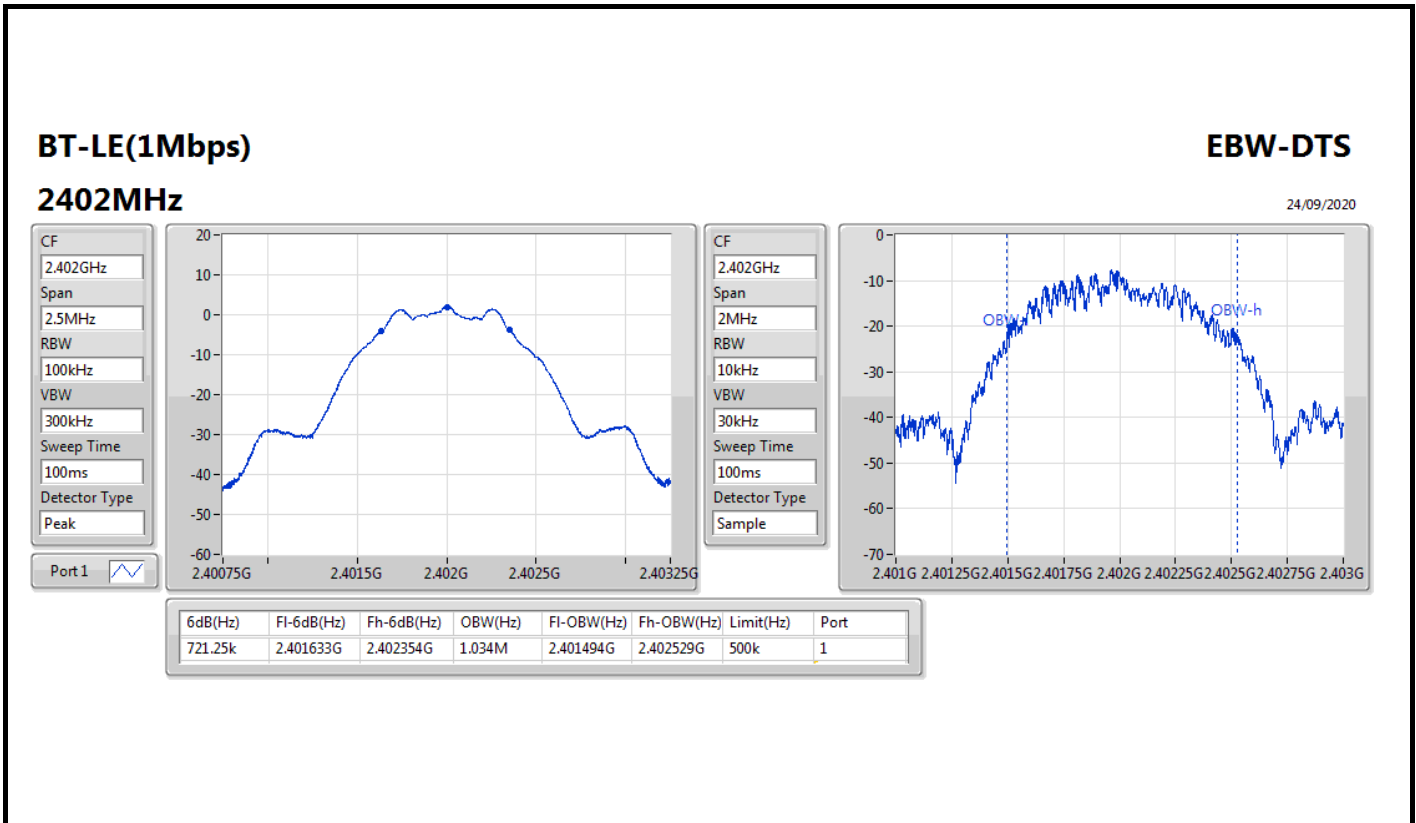 BT-LE(1Mbps)
EBW-DTS
2402MHz
24/09/2020
CF
2.402GHz
Span
2.5MHz
RBW
100kHz
VBW
300kHz
Sweep Time
100ms
Detector Type
Peak
Port 1
20
10
0
-10
-20
-30
-40
-50
-60
2.40075G 2.4015G 2.402G 2.4025G 2.40325G
CF
2.402GHz
Span
2MHz
RBW
10kHz
VBW
30kHz
Sweep Time
100ms
Detector Type
Sample
0
-10
-20
-30
-40
-50
-60
-70
OBW-
OBW-h
2.401G 2.40125G 2.4015G 2.40175G 2.402G 2.40225G 2.4025G 2.40275G 2.403G
6dB(Hz) Fl-6dB(Hz) Fh-6dB(Hz) OBW(Hz) Fl-OBW(Hz) Fh-OBW(Hz) Limit(Hz) Port
721.25k 2.401633G 2.402354G 1.034M 2.401494G 2.402529G 500k 1